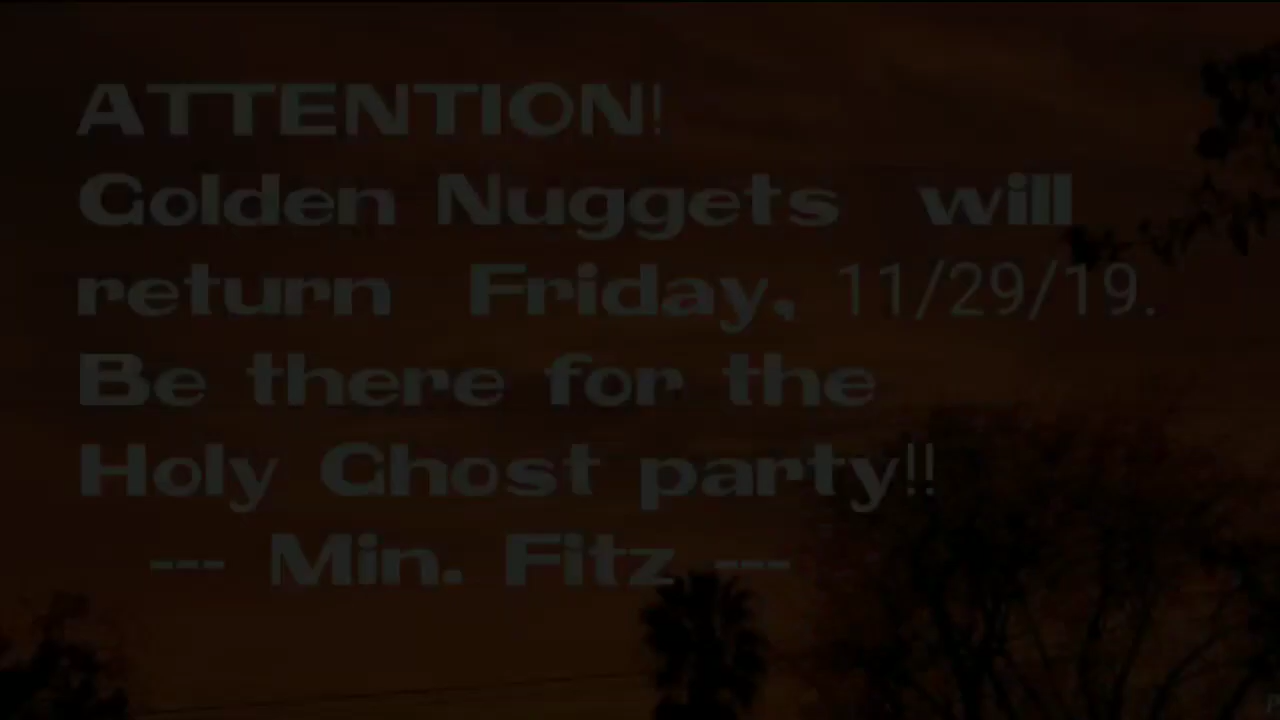 ATTENTION!
Golden Nuggets will
return Friday, 11/29/19.
Be there for the
Holy Ghost party!!
--- Min. Fitz ---